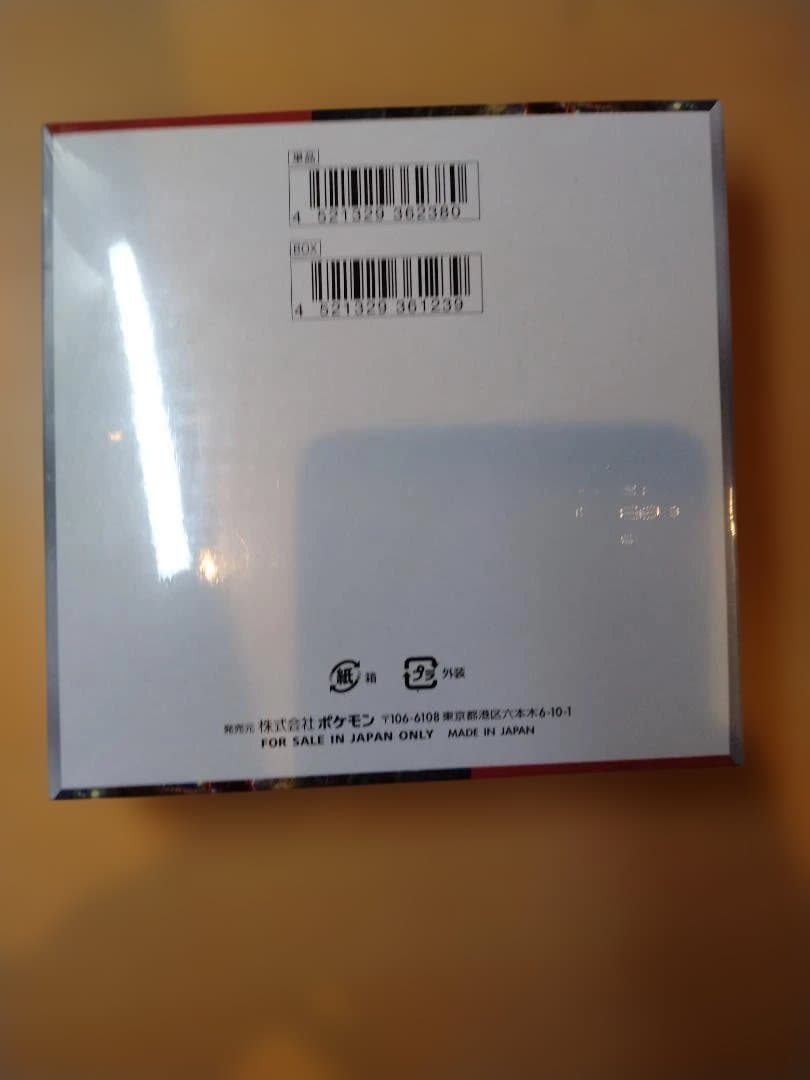 単品
4 521329 362380
BOX
4 521329 361239
紙 箱 プラ 外装
発売元 株式会社ポケモン 〒106-6108 東京都港区六本木6-10-1
FOR SALE IN JAPAN ONLY MADE IN JAPAN